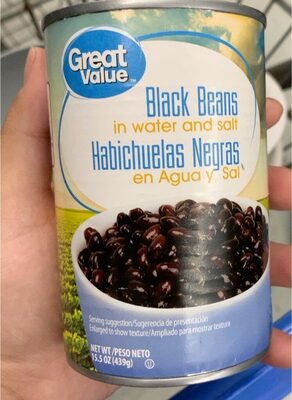 Great
Value
Black Beans
in water and salt
Habichuelas Negras
en Agua y Sal
Serving suggestion/Sugerencia de presentación
Enlarged to show texture/Ampliado para mostrar textura
NET WT/PESO NETO
15.5 OZ (439g)